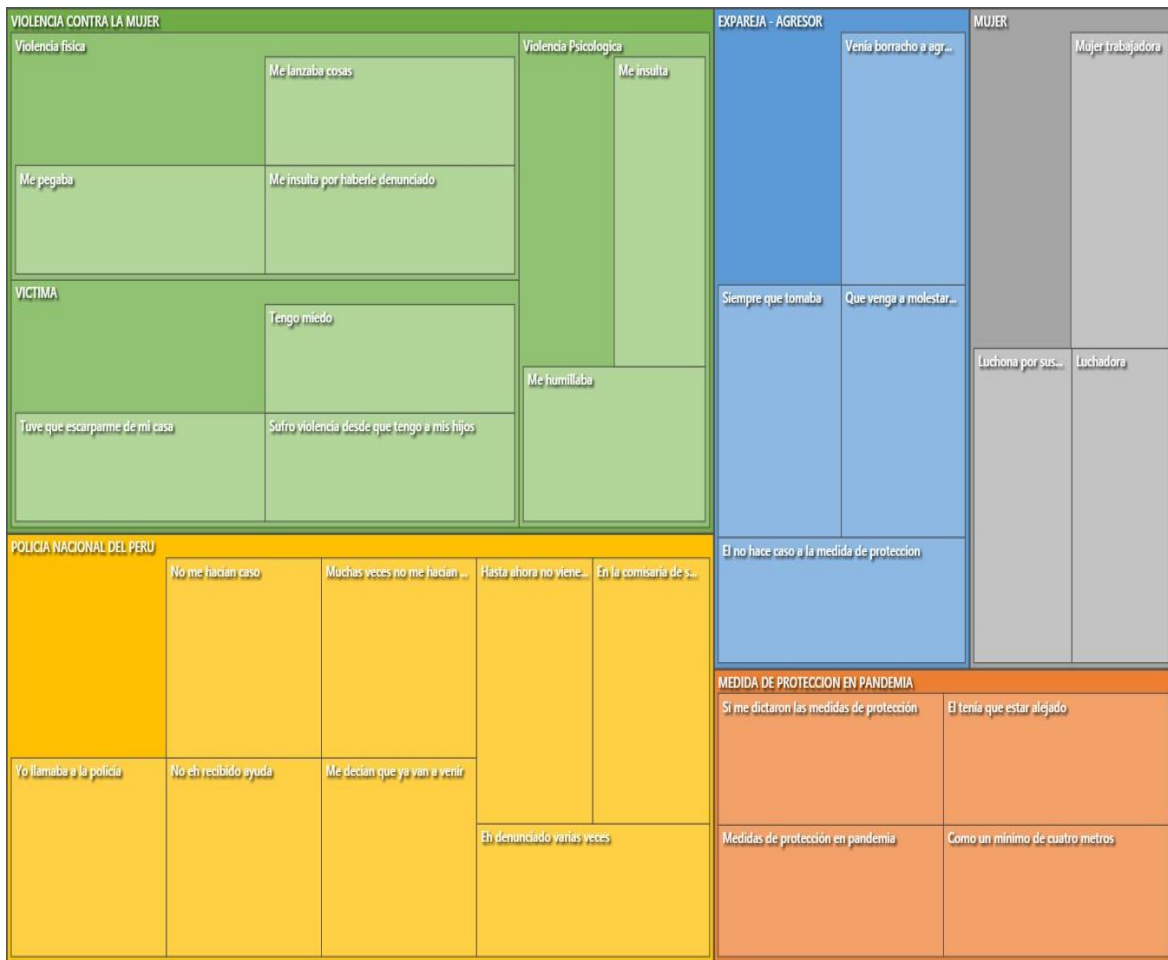 VIOLENCIA CONTRA LA MUJER
Violencia fisica
Me lanzaba cosas
Me pegaba
Me insulta por haberle denunciado
Violencia Psicologica
Me insulta
Me humillaba
VICTIMA
Tengo miedo
Tuve que escarparme de mi casa
Sufro violencia desde que tengo a mis hijos
EXPAREJA - AGRESOR
Venía borracho a agr...
Siempre que tomaba
Que venga a molestar...
El no hace caso a la medida de proteccion
MUJER
Mujer trabajadora
Luchona por sus...
Luchadora
POLICIA NACIONAL DEL PERU
No me hacían caso
Muchas veces no me hacían ...
Hasta ahora no viene...
En la comisaría de s...
Yo llamaba a la policía
No eh recibido ayuda
Me decían que ya van a venir
Eh denunciado varias veces
MEDIDA DE PROTECCION EN PANDEMIA
Si me dictaron las medidas de protección
El tenía que estar alejado
Medidas de protección en pandemia
Como un mínimo de cuatro metros